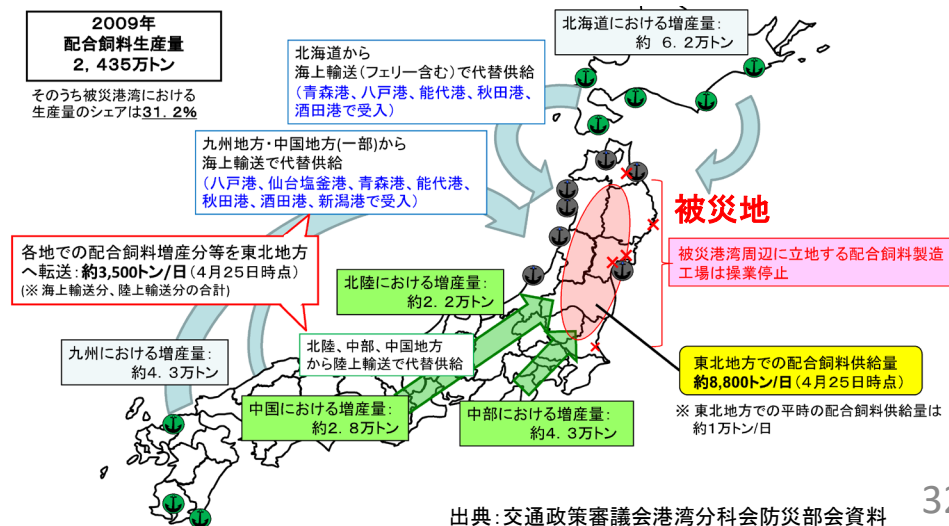 2009年
配合飼料生産量
2，435万トン
そのうち被災港湾における
生産量のシェアは31．2%
北海道から
海上輸送(フェリー含む)で代替供給
(青森港、八戸港、能代港、秋田港、
酒田港で受入)
北海道における増産量：
約 6．2万トン
九州地方・中国地方(一部)から
海上輸送で代替供給
(八戸港、仙台塩釜港、青森港、能代港、
秋田港、酒田港、新潟港で受入)
被災地
被災港湾周辺に立地する配合飼料製造
工場は操業停止
各地での配合飼料増産分等を東北地方
へ転送：約3,500トン/日(4月25日時点)
(※ 海上輸送分、陸上輸送分の合計)
北陸における増産量：
約2．2万トン
北陸、中部、中国地方
から陸上輸送で代替供給
九州における増産量：
約4．3万トン
東北地方での配合飼料供給量
約8,800トン/日(4月25日時点)
中国における増産量：
約2．8万トン
中部における増産量：
約4．3万トン
※ 東北地方での平時の配合飼料供給量は
約1万トン/日
出典：交通政策審議会港湾分科会防災部会資料